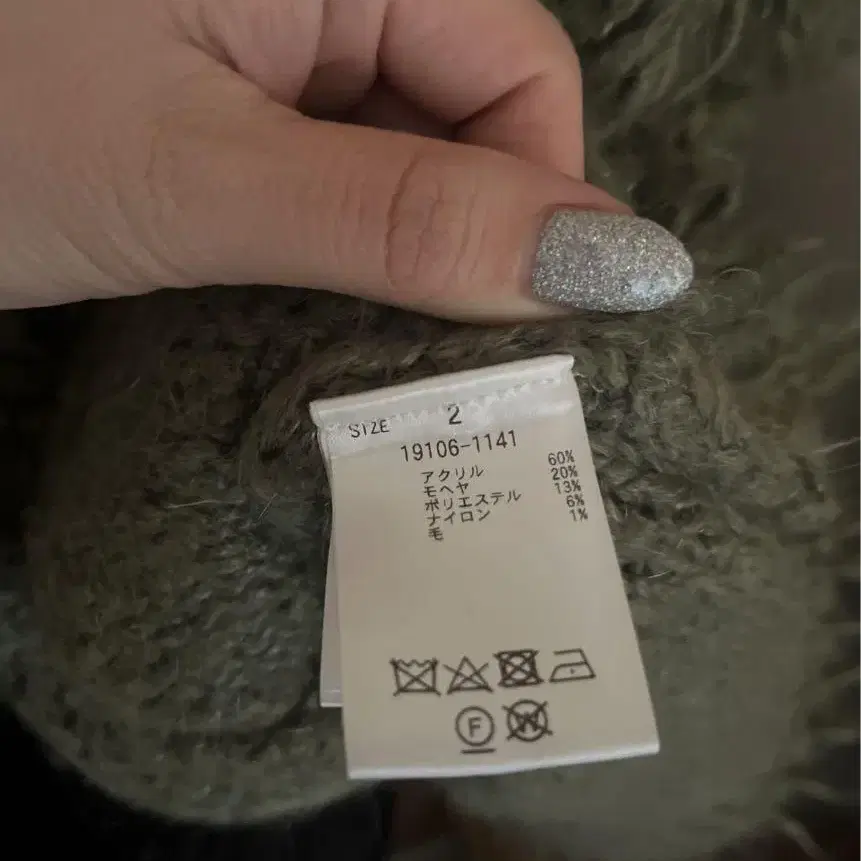 SIZE 2
19106-1141
アクリル 60%
モヘヤ 20%
ポリエステル 13%
ナイロン 6%
毛 1%
F W